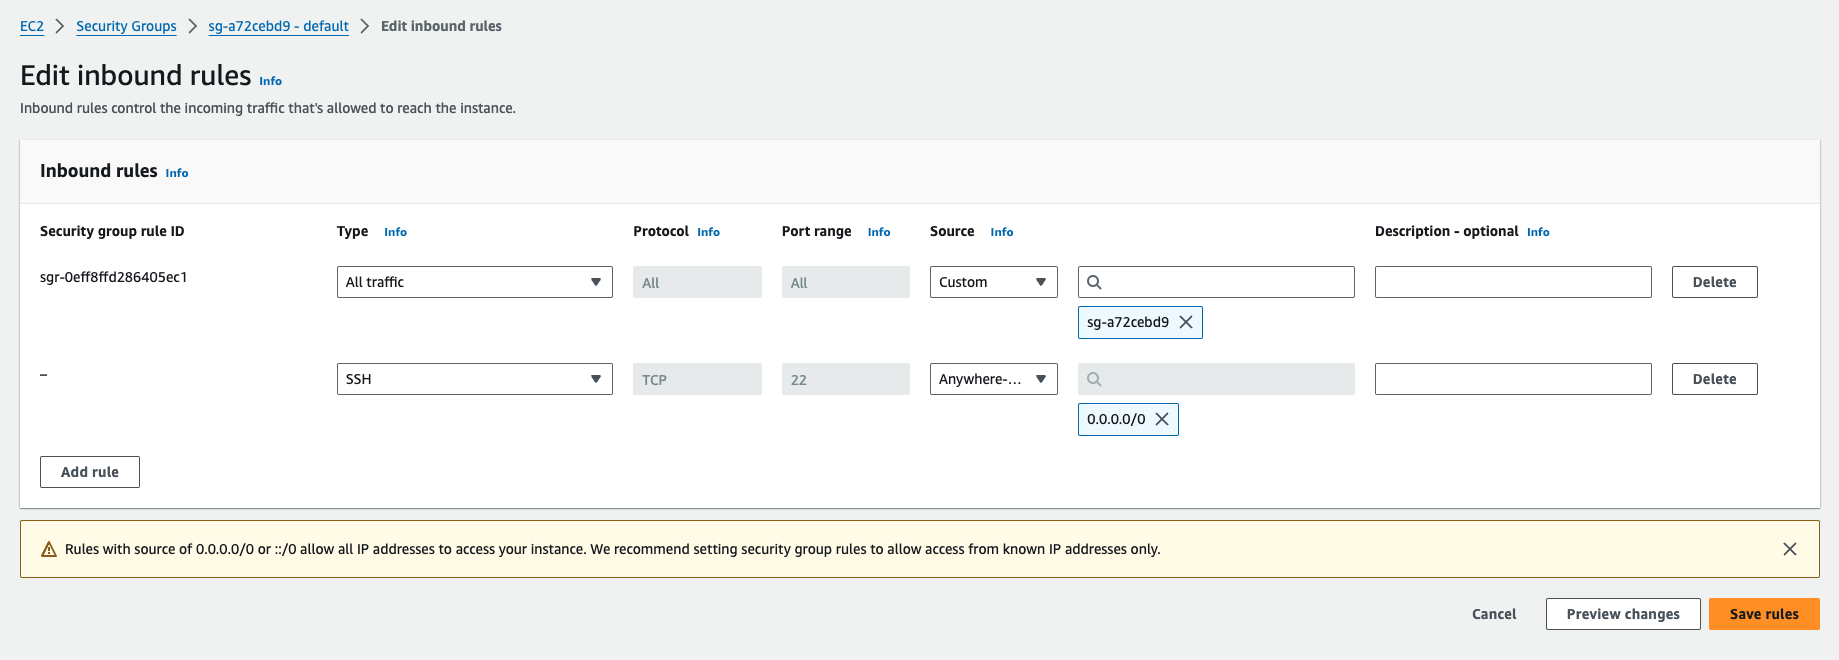 EC2 > Security Groups > sg-a72cebd9 - default > Edit inbound rules
Edit inbound rules Info
Inbound rules control the incoming traffic that's allowed to reach the instance.
Inbound rules Info
Security group rule ID Type Info Protocol Info Port range Info Source Info Description - optional Info
sgr-0eff8ffd286405ec1 All traffic All All Custom Delete
sg-a72cebd9
– SSH TCP 22 Anywhere-... Delete
0.0.0.0/0
Add rule
Rules with source of 0.0.0.0/0 or ::/0 allow all IP addresses to access your instance. We recommend setting security group rules to allow access from known IP addresses only.
Cancel Preview changes Save rules